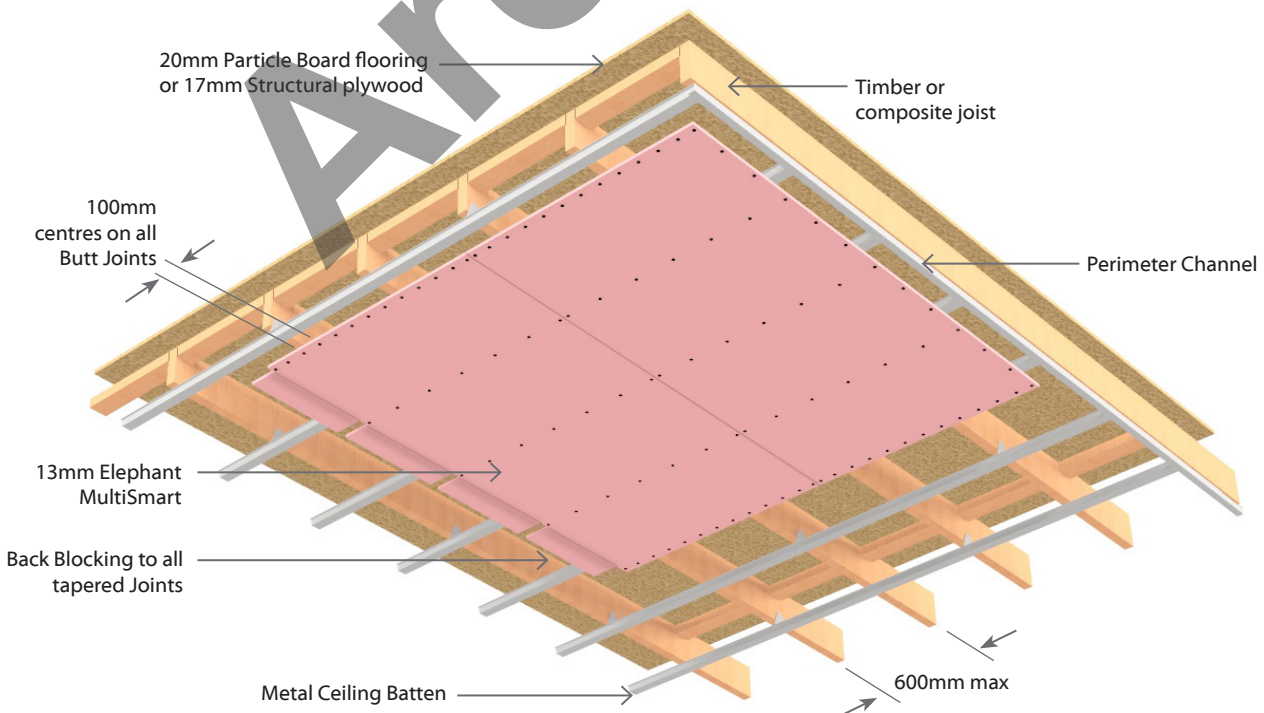 20mm Particle Board flooring
or 17mm Structural plywood
Timber or
composite joist
100mm
centres on all
Butt Joints
Perimeter Channel
13mm Elephant
MultiSmart
Back Blocking to all
tapered Joints
Metal Ceiling Batten
600mm max